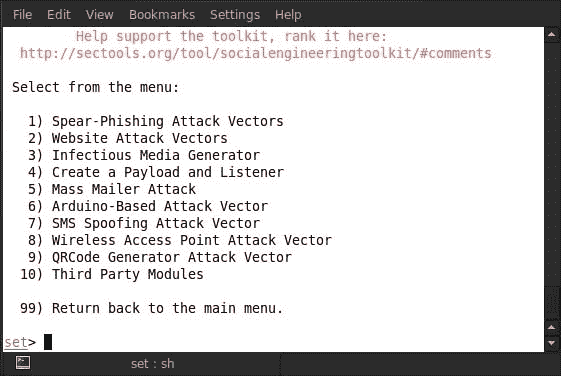 File Edit View Bookmarks Settings Help
Help support the toolkit, rank it here:
http://sectools.org/tool/socialengineeringtoolkit/#comments
Select from the menu:
1) Spear-Phishing Attack Vectors
2) Website Attack Vectors
3) Infectious Media Generator
4) Create a Payload and Listener
5) Mass Mailer Attack
6) Arduino-Based Attack Vector
7) SMS Spoofing Attack Vector
8) Wireless Access Point Attack Vector
9) QRCode Generator Attack Vector
10) Third Party Modules
99) Return back to the main menu.
set>
set : sh